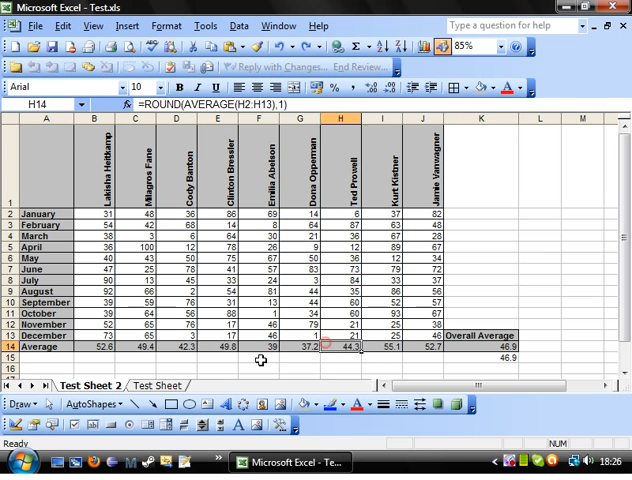 Microsoft Excel - Test.xls
File Edit View Insert Format Tools Data Window Help Type a question for help
85%
Reply with Changes... End Review...
Arial 10 B I U
H14 fx =ROUND(AVERAGE(H2:H13),1)
A B C D E F G H I J K L M
1 Lakisha Heitkamp Milagros Fane Cody Banton Clinton Bressler Emilia Abelson Dona Opperman Ted Prowell Kurt Kistner Jamie Vanwagner
2 January 31 48 36 86 69 14 6 37 82
3 February 54 42 68 14 8 64 87 63 48
4 March 38 3 6 64 30 21 36 67 28
5 April 36 100 12 78 26 9 12 89 67
6 May 40 43 50 75 67 50 36 12 34
7 June 47 25 78 41 57 83 73 79 72
8 July 90 13 45 33 24 3 84 33 37
9 August 92 66 2 54 81 44 35 86 56
10 September 39 59 76 31 13 44 60 52 57
11 October 39 64 56 88 1 34 60 93 67
12 November 52 65 76 17 46 79 21 25 38
13 December 73 65 3 17 46 1 21 25 46 Overall Average
14 Average 52.6 49.4 42.3 49.8 39 37.2 44.3 55.1 52.7 46.9
15 46.9
16
Test Sheet 2 Test Sheet
Draw AutoShapes
Ready NUM
Microsoft Excel - Te... 18:26